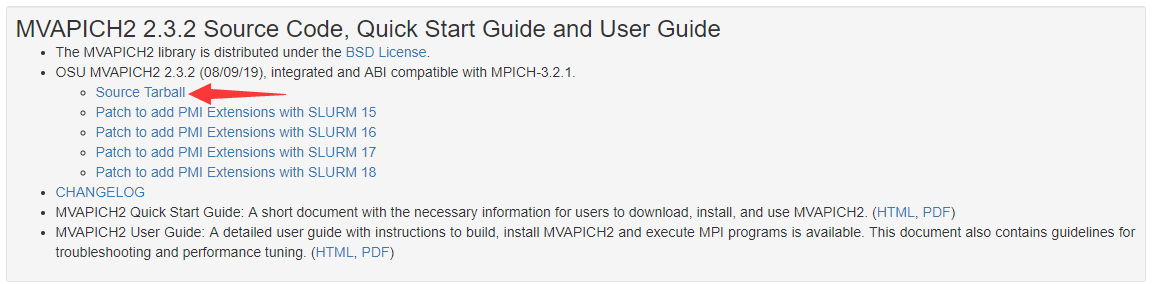 MVAPICH2 2.3.2 Source Code, Quick Start Guide and User Guide
The MVAPICH2 library is distributed under the BSD License.
OSU MVAPICH2 2.3.2 (08/09/19), integrated and ABI compatible with MPICH-3.2.1.
Source Tarball
Patch to add PMI Extensions with SLURM 15
Patch to add PMI Extensions with SLURM 16
Patch to add PMI Extensions with SLURM 17
Patch to add PMI Extensions with SLURM 18
CHANGELOG
MVAPICH2 Quick Start Guide: A short document with the necessary information for users to download, install, and use MVAPICH2. (HTML, PDF)
MVAPICH2 User Guide: A detailed user guide with instructions to build, install MVAPICH2 and execute MPI programs is available. This document also contains guidelines for
troubleshooting and performance tuning. (HTML, PDF)